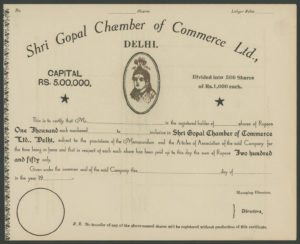 No. Shares Ledger Folio
Shri Gopal Chamber of Commerce Ltd.,
DELHI.
CAPITAL
RS. 5,00,000,
Divided into 500 Shares
of Rs. 1,000 each.
This is to certify that M is the registered holder of shares of Rupees
One Thousand each numbered to inclusive in Shri Gopal Chamber of Commerce
Ltd., Delhi, subject to the provisions of the Memorandum and the Articles of Association of the said Company for
the time being in force and that in respect of each such share has been paid up to this day the sum of Rupees Two hundred
and fifty only.
Given under the common seal of the said Company this day of
in the year 19
Managing Directors.
Directors,
N. B. No transfer of any of the above-named shares will be registered without production of this certificate.